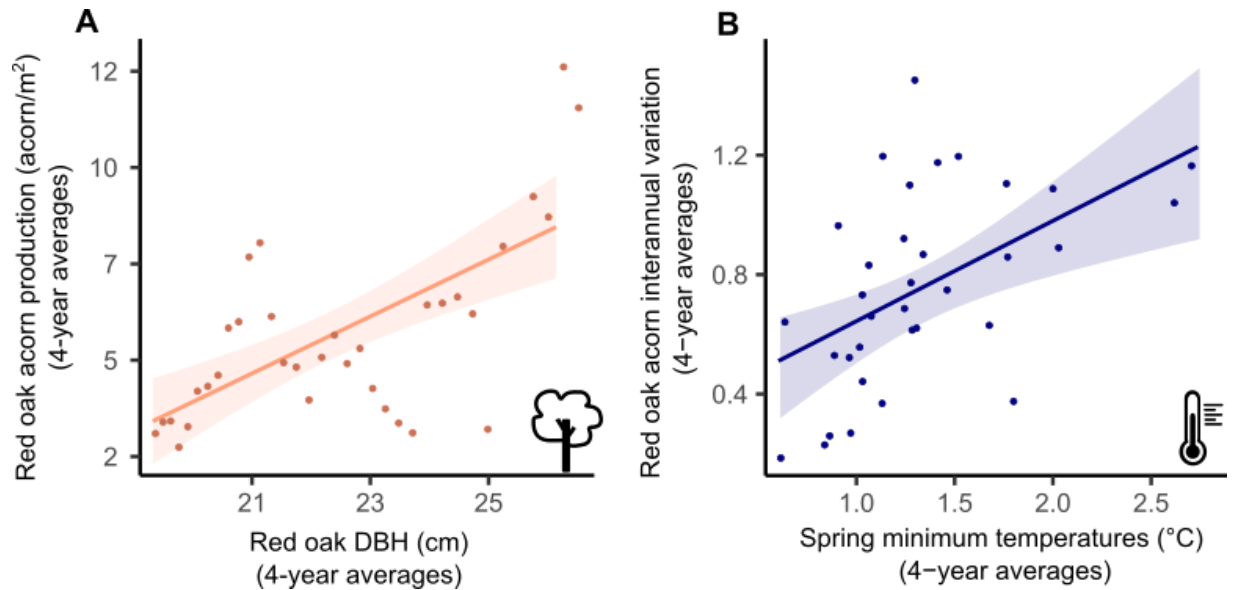 A
Red oak acorn production (acorn/m²)
(4-year averages)
12
10
7
5
2
21 23 25
Red oak DBH (cm)
(4-year averages)
B
Red oak acorn interannual variation
(4−year averages)
1.2
0.8
0.4
1.0 1.5 2.0 2.5
Spring minimum temperatures (°C)
(4−year averages)